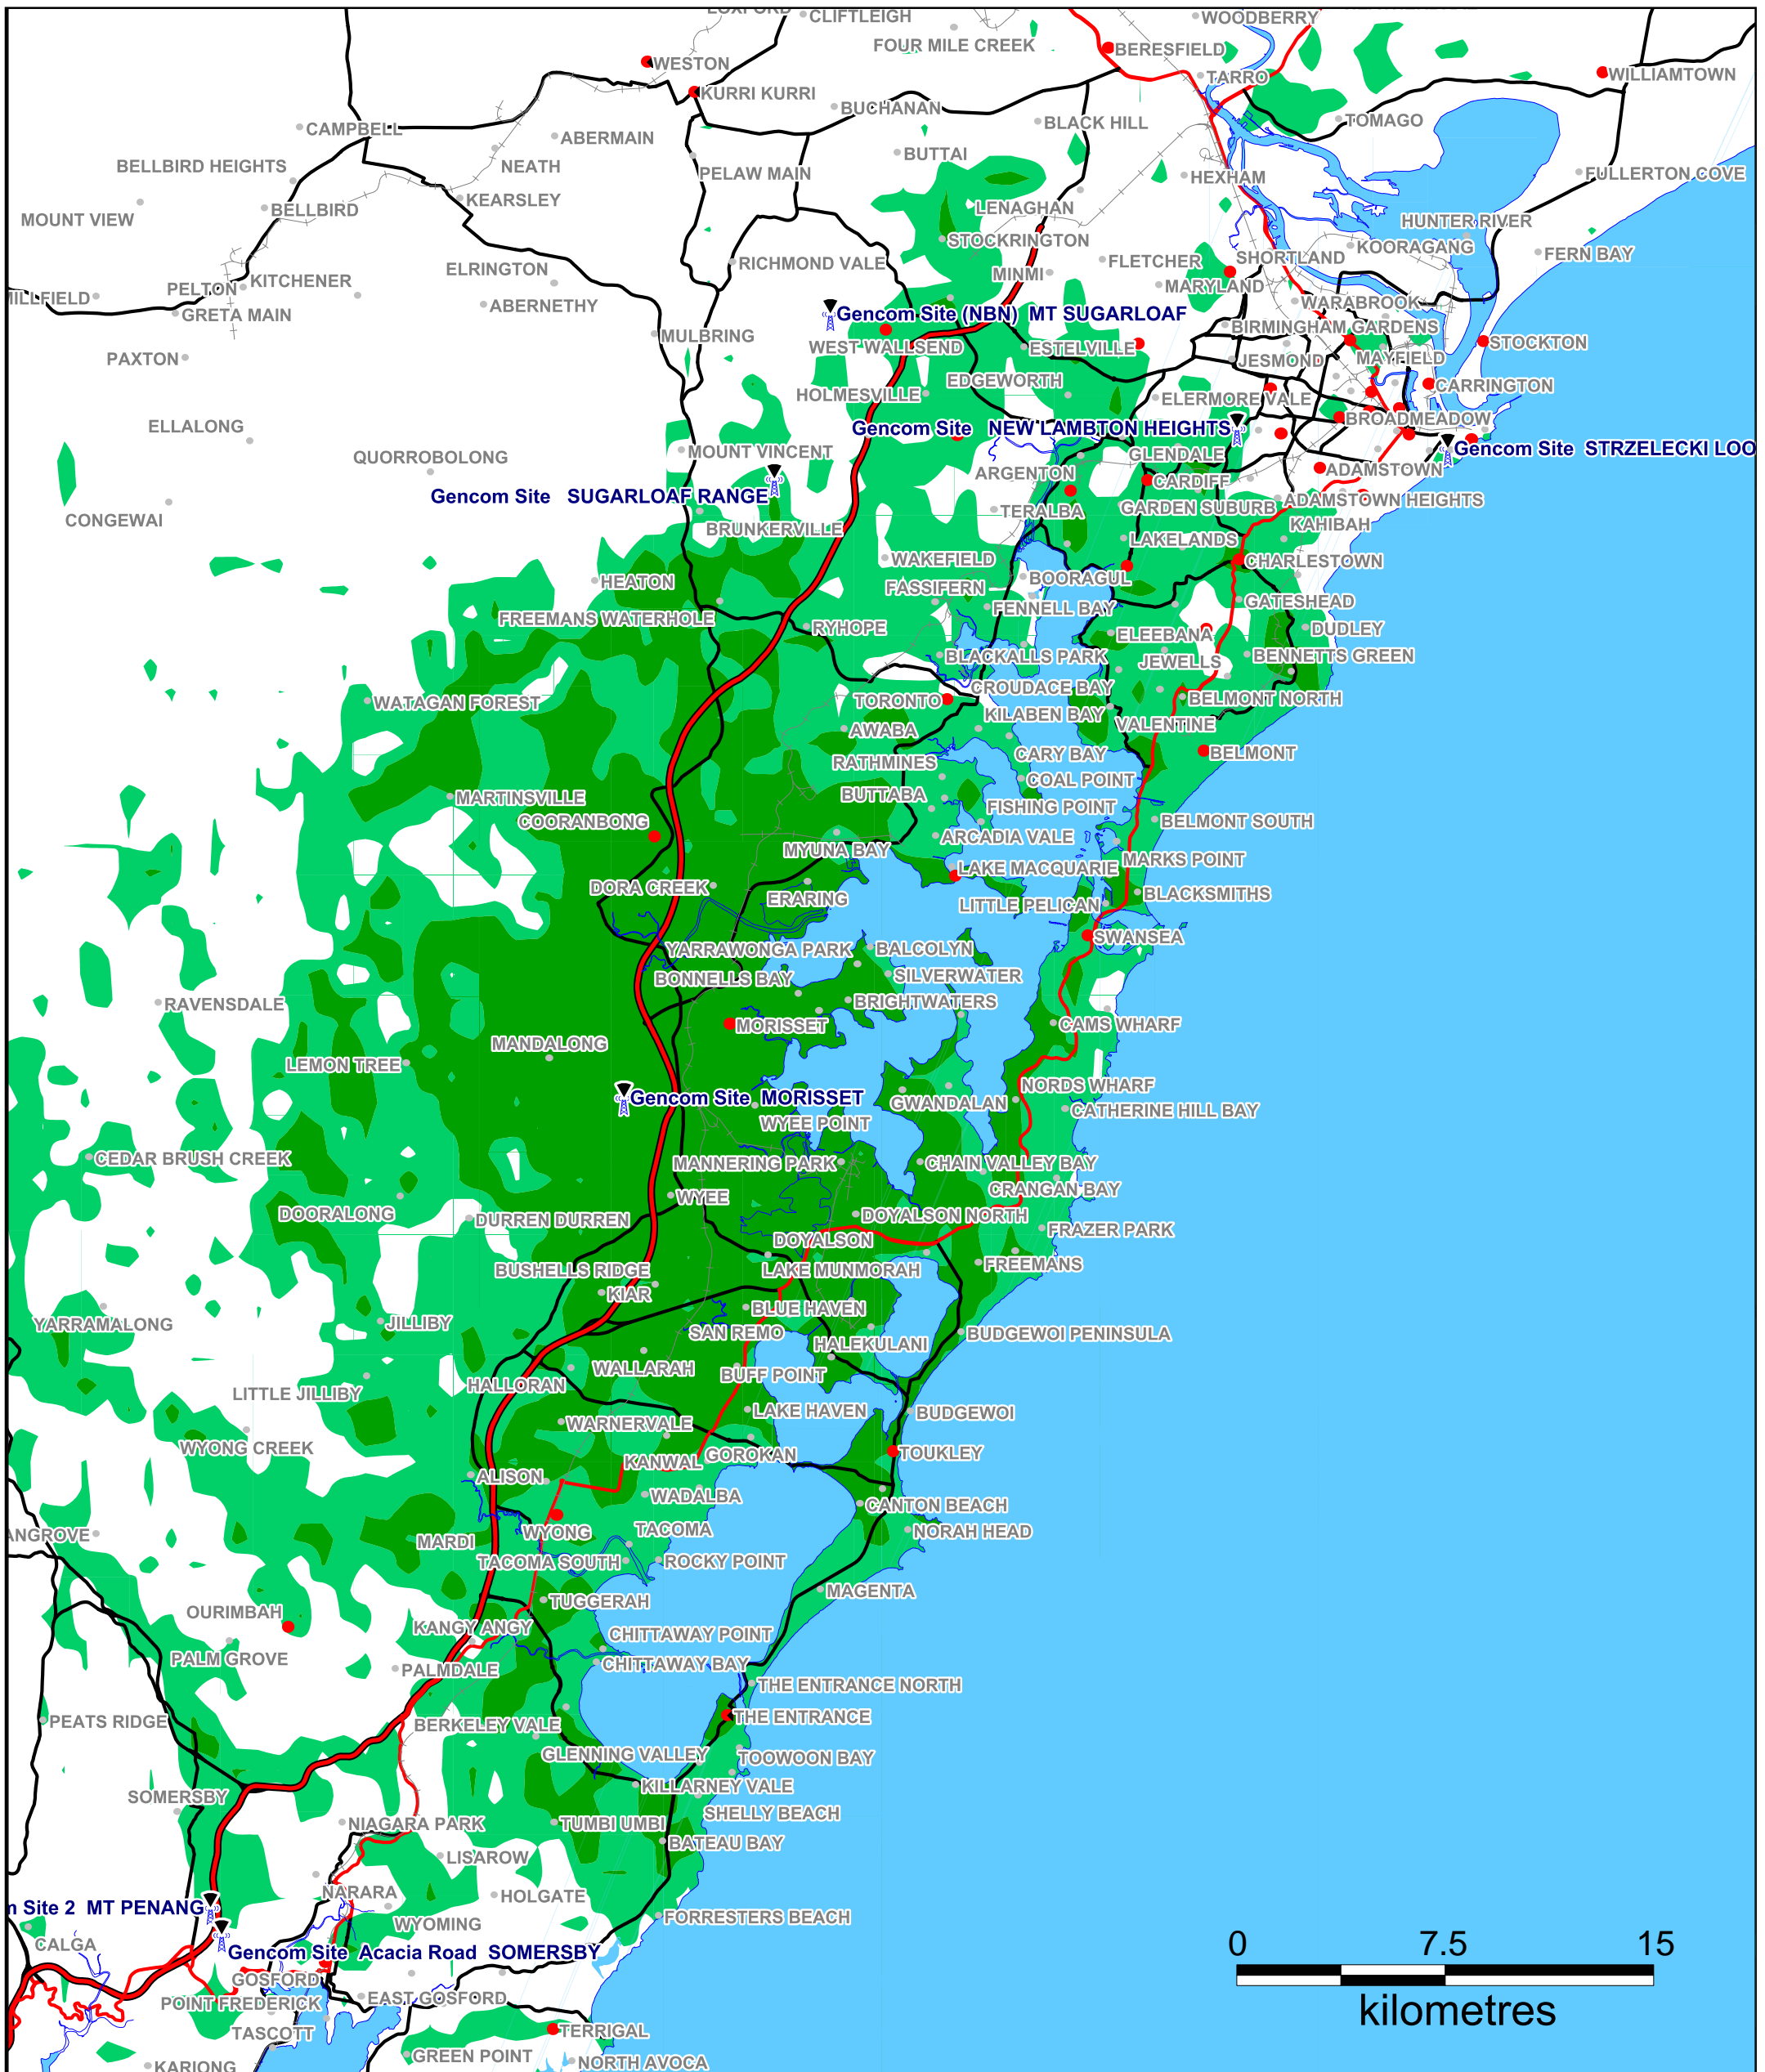 CLIFTLEIGH
WOODBERRY
FOUR MILE CREEK
BERESFIELD
WESTON
TARRO
WILLIAMTOWN
KURRI KURRI
BUCHANAN
BLACK HILL
TOMAGO
CAMPBELL
ABERMAIN
BUTTAI
BELLBIRD HEIGHTS
NEATH
PELAW MAIN
HEXHAM
FULLERTON COVE
KEARSLEY
LENAGHAN
MOUNT VIEW
BELLBIRD
HUNTER RIVER
STOCKRINGTON
KOORAGANG
FERN BAY
RICHMOND VALE
FLETCHER
SHORTLAND
ELRINGTON
MINMI
KITCHENER
PELTON
MARYLAND
MILLFIELD
ABERNETHY
WARABROOK
GRETA MAIN
Gencom Site (NBN)  MT SUGARLOAF
BIRMINGHAM GARDENS
MULBRING
WEST WALLSEND
ESTELVILLE
STOCKTON
PAXTON
JESMOND
MAYFIELD
EDGEWORTH
CARRINGTON
HOLMESVILLE
ELERMORE VALE
BROADMEADOW
ELLALONG
Gencom Site   NEW LAMBTON HEIGHTS
Gencom Site  STRZELECKI LOO
MOUNT VINCENT
GLENDALE
QUORROBOLONG
ADAMSTOWN
ARGENTON
CARDIFF
Gencom Site   SUGARLOAF RANGE
ADAMSTOWN HEIGHTS
GARDEN SUBURB
TERALBA
CONGEWAI
KAHIBAH
BRUNKERVILLE
LAKELANDS
WAKEFIELD
CHARLESTOWN
HEATON
BOORAGUL
FASSIFERN
GATESHEAD
FENNELL BAY
FREEMANS WATERHOLE
RYHOPE
DUDLEY
ELEEBANA
BLACKALLS PARK
JEWELLS
BENNETTS GREEN
CROUDACE BAY
WATAGAN FOREST
TORONTO
BELMONT NORTH
KILABEN BAY
AWABA
VALENTINE
CARY BAY
BELMONT
RATHMINES
COAL POINT
MARTINSVILLE
BUTTABA
FISHING POINT
COORANBONG
BELMONT SOUTH
ARCADIA VALE
MYUNA BAY
MARKS POINT
LAKE MACQUARIE
DORA CREEK
BLACKSMITHS
ERARING
LITTLE PELICAN
SWANSEA
YARRAWONGA PARK
BALCOLYN
BONNELLS BAY
SILVERWATER
RAVENSDALE
BRIGHTWATERS
MORISSET
CAMS WHARF
MANDALONG
LEMON TREE
NORDS WHARF
Gencom Site  MORISSET
GWANDALAN
CATHERINE HILL BAY
WYEE POINT
CEDAR BRUSH CREEK
MANNERING PARK
CHAIN VALLEY BAY
CRANGAN BAY
WYEE
DOORALONG
DURREN DURREN
DOYALSON NORTH
FRAZER PARK
DOYALSON
FREEMANS
BUSHELLS RIDGE
LAKE MUNMORAH
KIAR
BLUE HAVEN
YARRAMALONG
JILLIBY
SAN REMO
BUDGEWOI PENINSULA
HALEKULANI
WALLARAH
BUFF POINT
HALLORAN
LITTLE JILLIBY
LAKE HAVEN
BUDGEWOI
WARNERVALE
WYONG CREEK
GOROKAN
TOUKLEY
KANWAL
ALISON
WADALBA
CANTON BEACH
TACOMA
NORAH HEAD
ANGROVE
WYONG
MARDI
TACOMA SOUTH
ROCKY POINT
MAGENTA
TUGGERAH
OURIMBAH
KANGY ANGY
CHITTAWAY POINT
PALM GROVE
CHITTAWAY BAY
PALMDALE
THE ENTRANCE NORTH
PEATS RIDGE
THE ENTRANCE
BERKELEY VALE
GLENNING VALLEY
TOOWOON BAY
KILLARNEY VALE
SOMERSBY
SHELLY BEACH
NIAGARA PARK
TUMBI UMBI
BATEAU BAY
LISAROW
NARARA
HOLGATE
m Site 2  MT PENANG
FORRESTERS BEACH
WYOMING
CALGA
Gencom Site  Acacia Road  SOMERSBY
0 7.5 15
GOSFORD
EAST GOSFORD
POINT FREDERICK
kilometres
TASCOTT
TERRIGAL
GREEN POINT
NORTH AVOCA
KARIONG